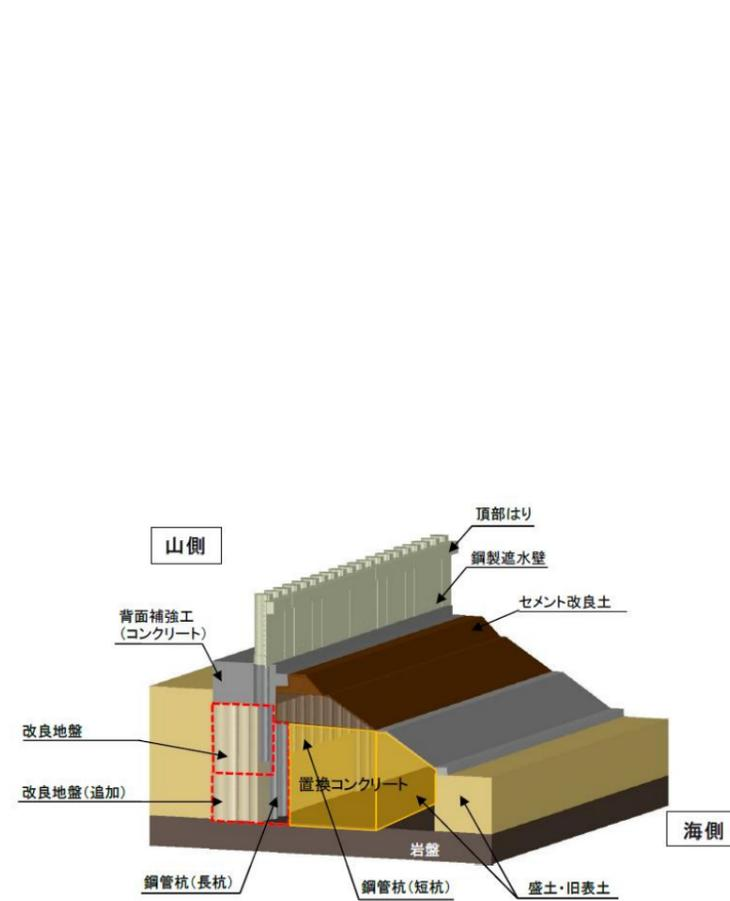 頂部はり
山側
鋼製遮水壁
セメント改良土
背面補強工
(コンクリート)
改良地盤
置換コンクリート
改良地盤(追加)
海側
岩盤
鋼管杭(長杭)
鋼管杭(短杭)
盛土・旧表土